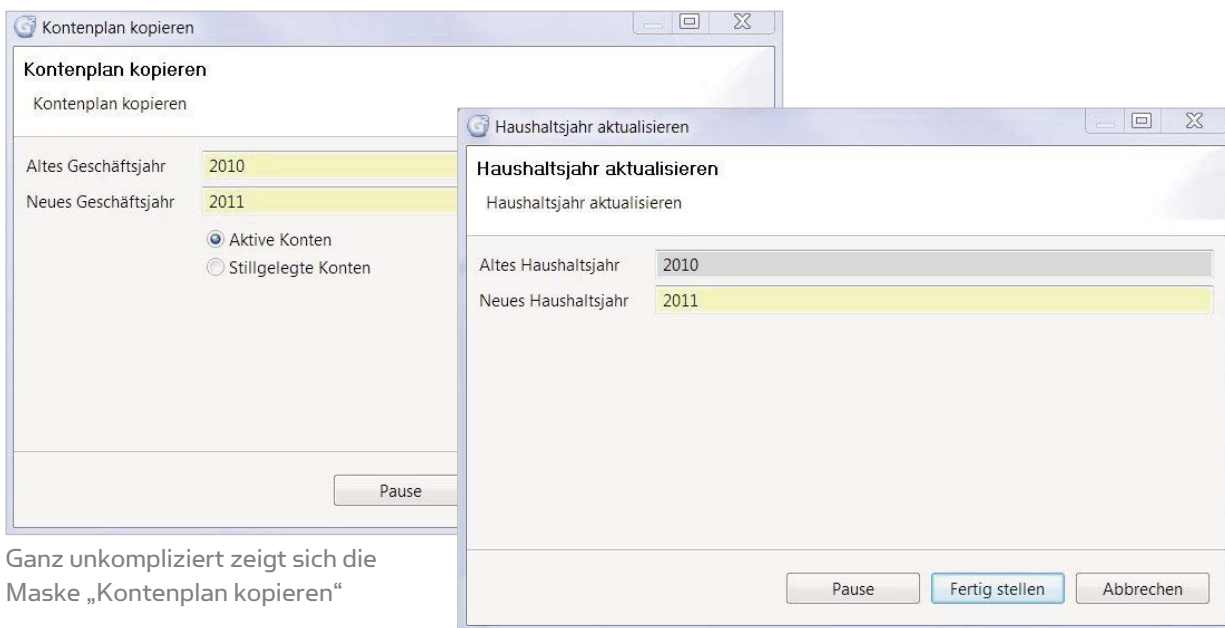 Kontenplan kopieren
Kontenplan kopieren
Kontenplan kopieren
Altes Geschäftsjahr 2010
Neues Geschäftsjahr 2011
Aktive Konten
Stillgelegte Konten
Pause
Haushaltsjahr aktualisieren
Haushaltsjahr aktualisieren
Haushaltsjahr aktualisieren
Altes Haushaltsjahr 2010
Neues Haushaltsjahr 2011
Pause Fertig stellen Abbrechen
Ganz unkompliziert zeigt sich die
Maske „Kontenplan kopieren“